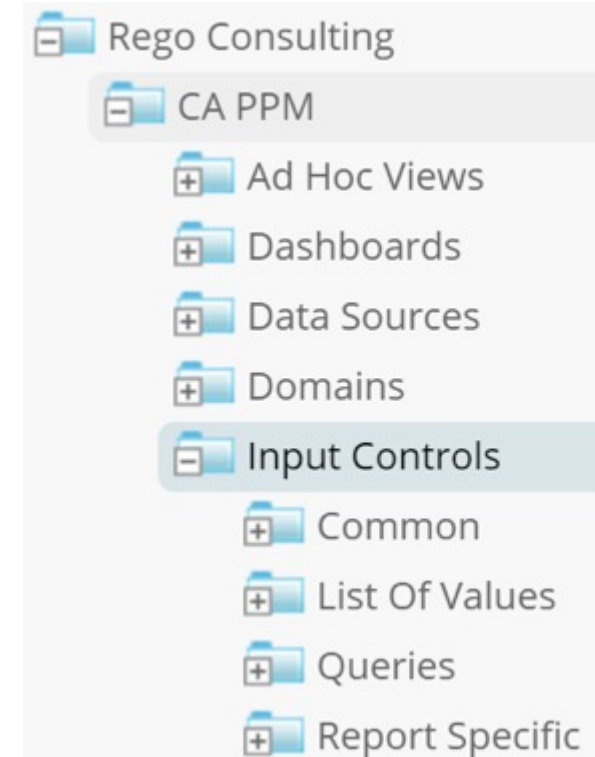 Rego Consulting
CA PPM
Ad Hoc Views
Dashboards
Data Sources
Domains
Input Controls
Common
List Of Values
Queries
Report Specific